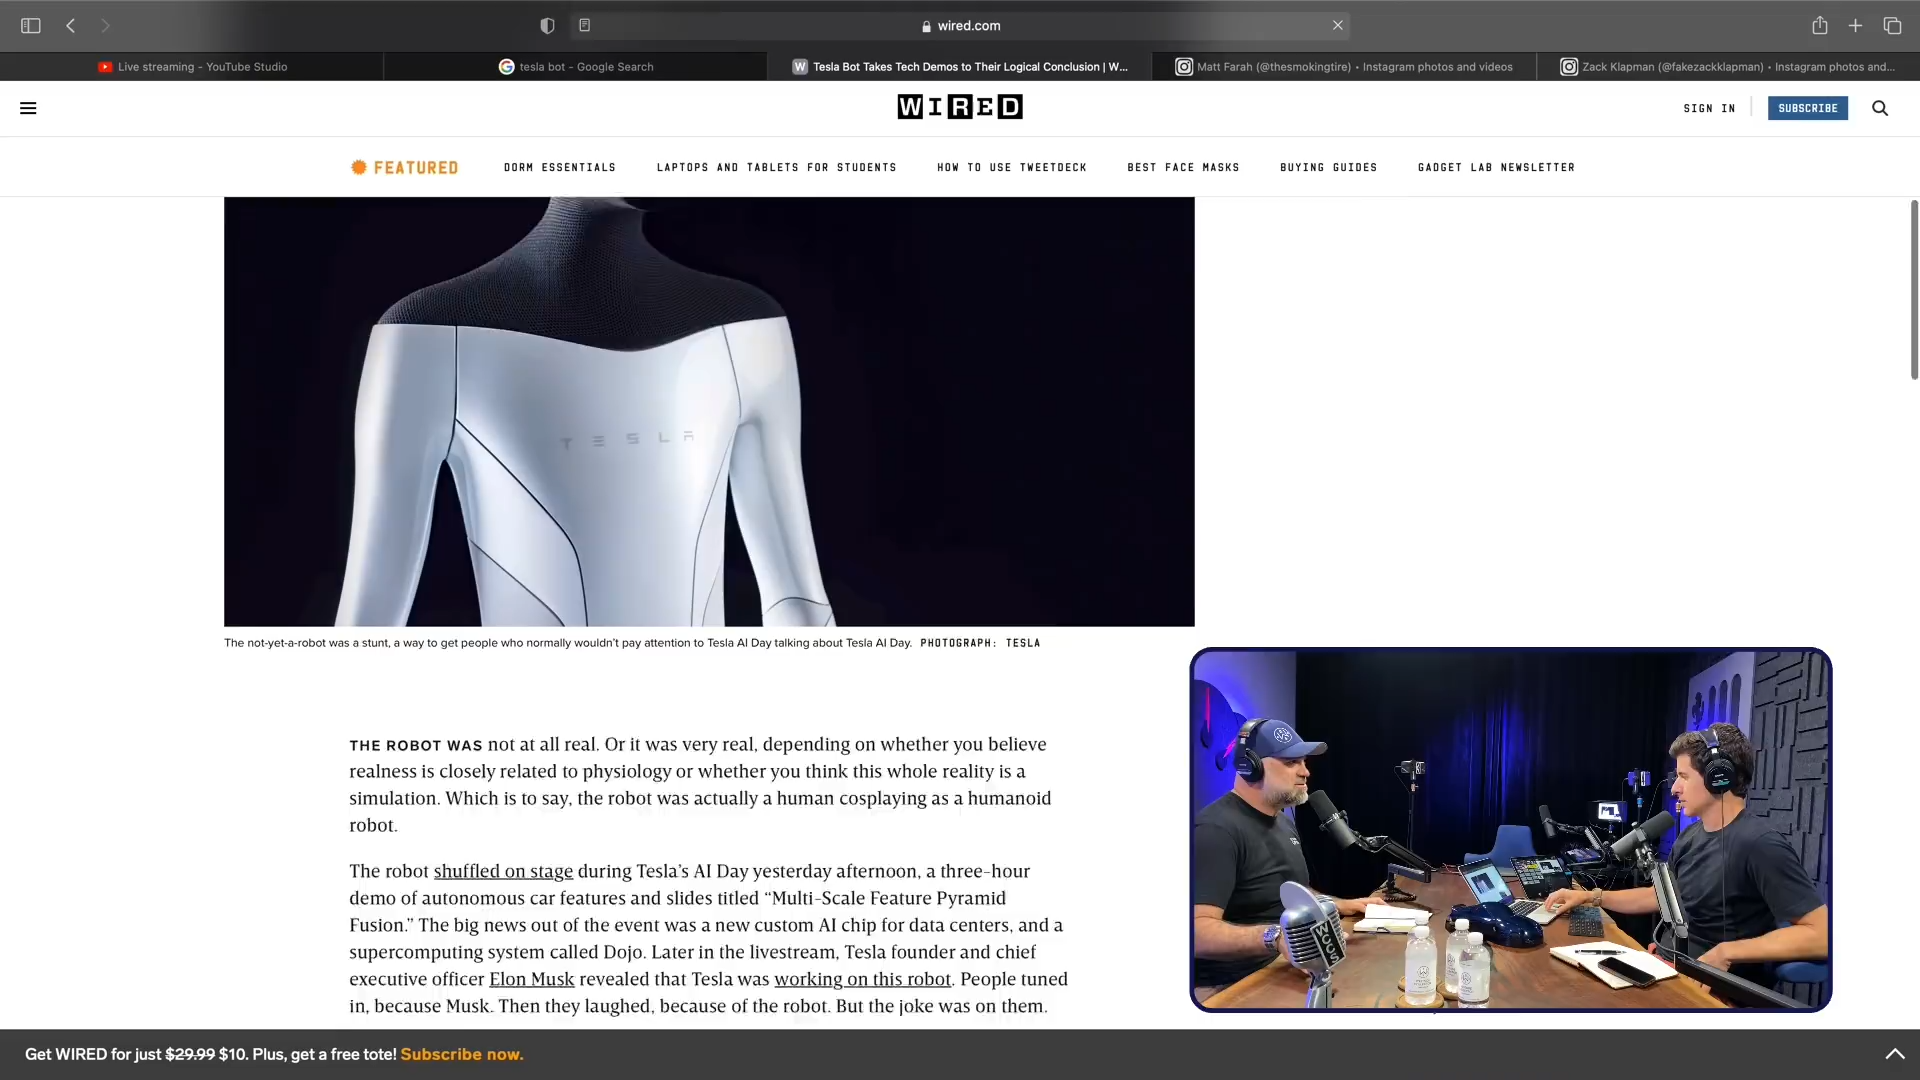 wired.com
Live streaming - YouTube Studio
tesla bot - Google Search
W Tesla Bot Takes Tech Demos to Their Logical Conclusion | W...
Matt Farah (@thesmokingtire) • Instagram photos and videos
Zack Klapman (@fakezackklapman) • Instagram photos and...
WIRED
SIGN IN
SUBSCRIBE
FEATURED
DORM ESSENTIALS
LAPTOPS AND TABLETS FOR STUDENTS
HOW TO USE TWEETDECK
BEST FACE MASKS
BUYING GUIDES
GADGET LAB NEWSLETTER
TESLA
The not-yet-a-robot was a stunt, a way to get people who normally wouldn’t pay attention to Tesla AI Day talking about Tesla AI Day. PHOTOGRAPH: TESLA
THE ROBOT WAS not at all real. Or it was very real, depending on whether you believe
realness is closely related to physiology or whether you think this whole reality is a
simulation. Which is to say, the robot was actually a human cosplaying as a humanoid
robot.
The robot shuffled on stage during Tesla’s AI Day yesterday afternoon, a three-hour
demo of autonomous car features and slides titled “Multi-Scale Feature Pyramid
Fusion.” The big news out of the event was a new custom AI chip for data centers, and a
supercomputing system called Dojo. Later in the livestream, Tesla founder and chief
executive officer Elon Musk revealed that Tesla was working on this robot. People tuned
in, because Musk. Then they laughed, because of the robot. But the joke was on them.
Get WIRED for just $29.99 $10. Plus, get a free tote! Subscribe now.